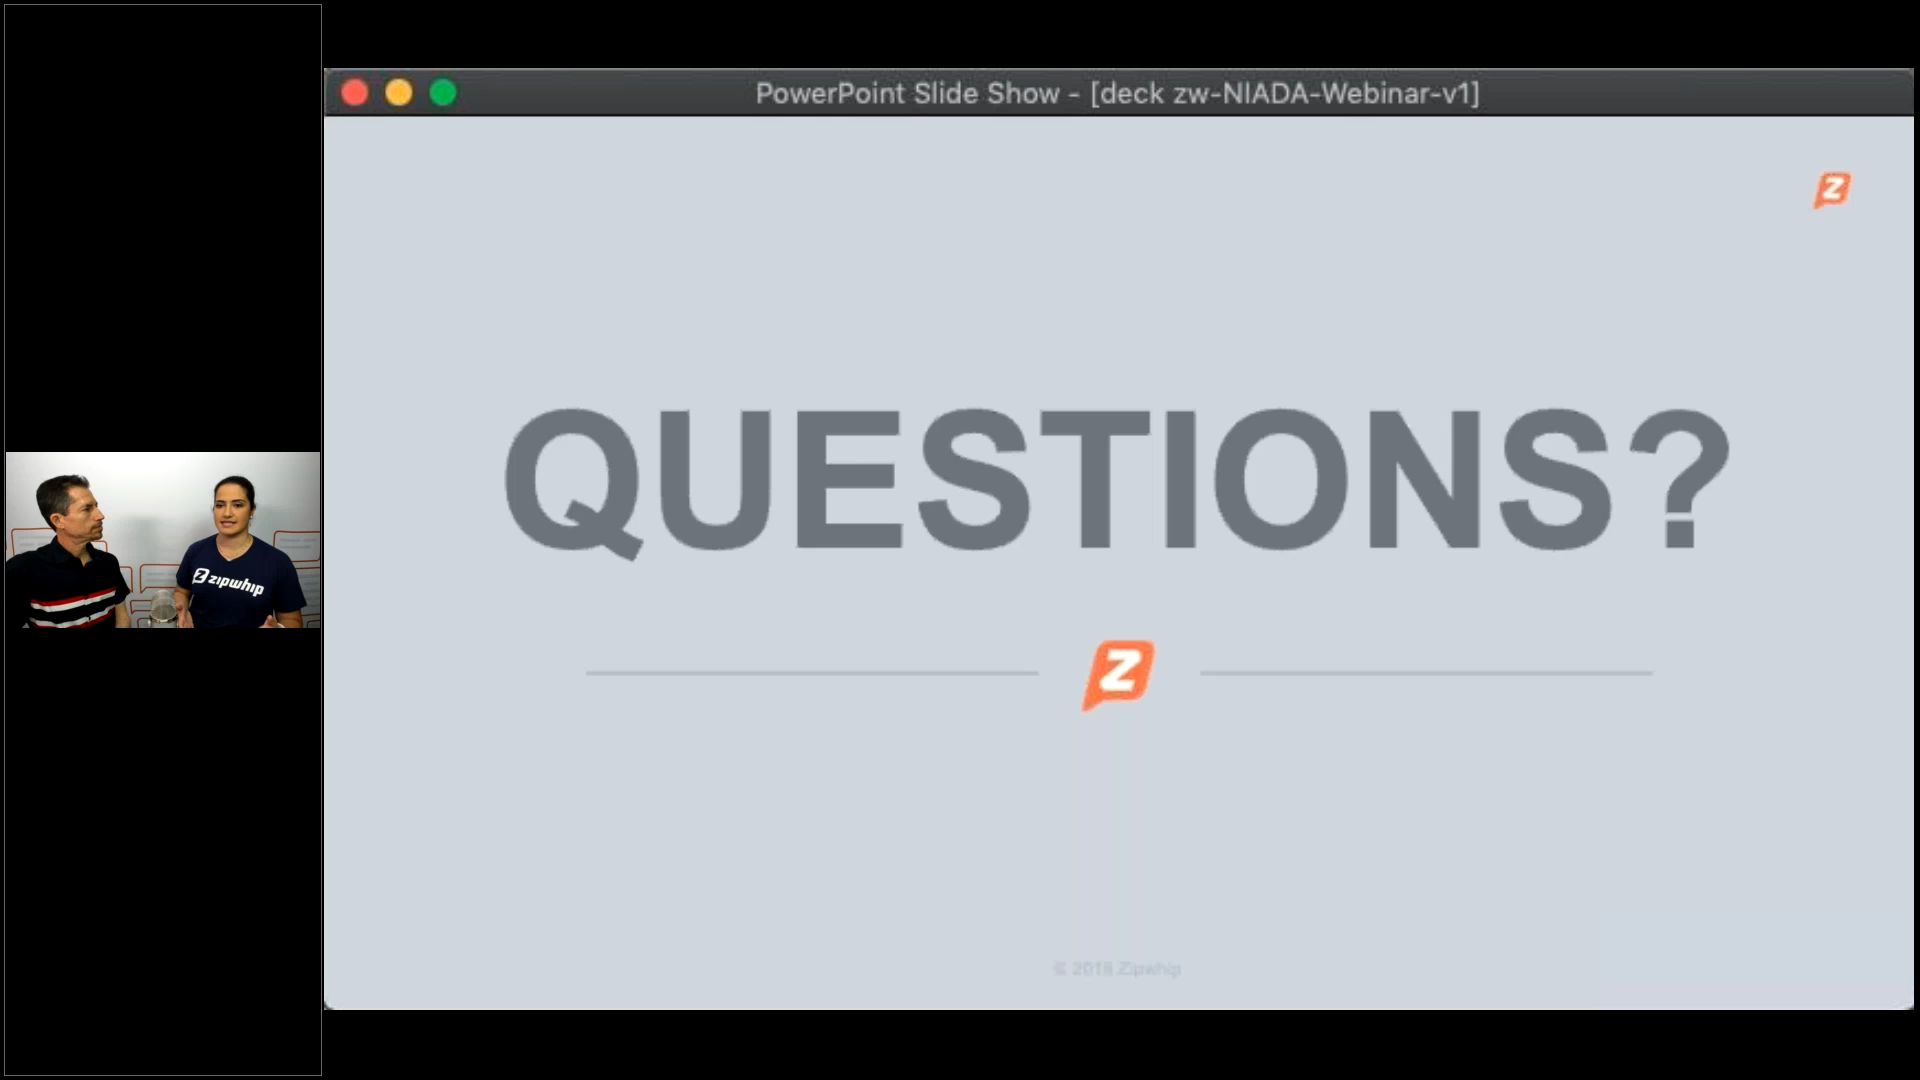 PowerPoint Slide Show - [deck zw-NIADA-Webinar-v1]
Z
QUESTIONS?
Z
zipwhip
© 2018 Zipwhip